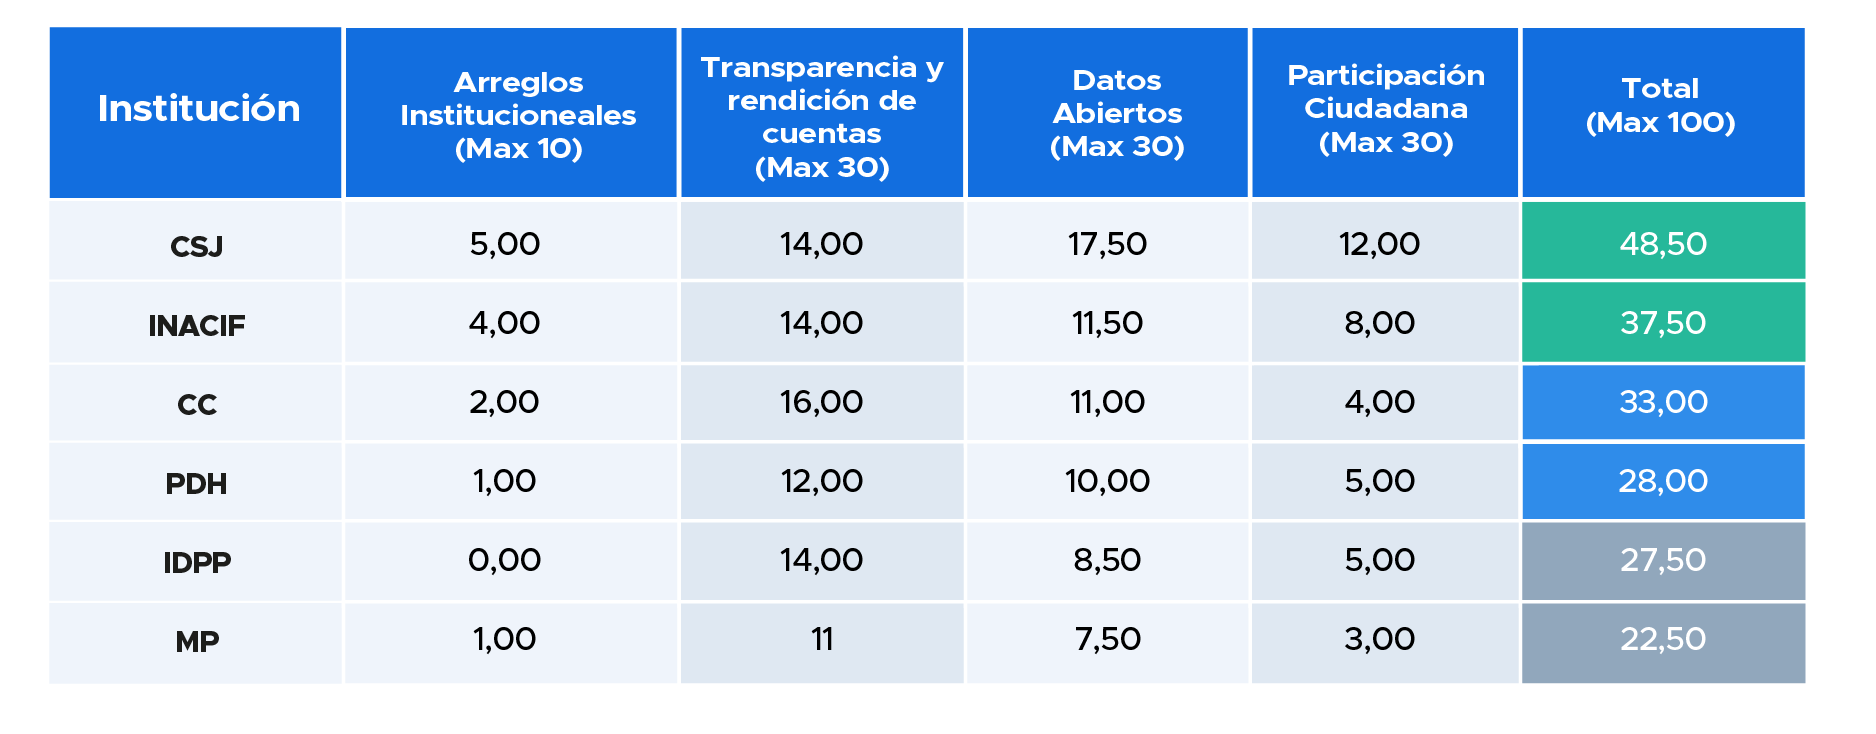 Institución
Arreglos
Institucioneales
(Max 10)
Transparencia y
rendición de
cuentas
(Max 30)
Datos
Abiertos
(Max 30)
Participación
Ciudadana
(Max 30)
Total
(Max 100)
CSJ 5,00 14,00 17,50 12,00 48,50
INACIF 4,00 14,00 11,50 8,00 37,50
CC 2,00 16,00 11,00 4,00 33,00
PDH 1,00 12,00 10,00 5,00 28,00
IDPP 0,00 14,00 8,50 5,00 27,50
MP 1,00 11 7,50 3,00 22,50